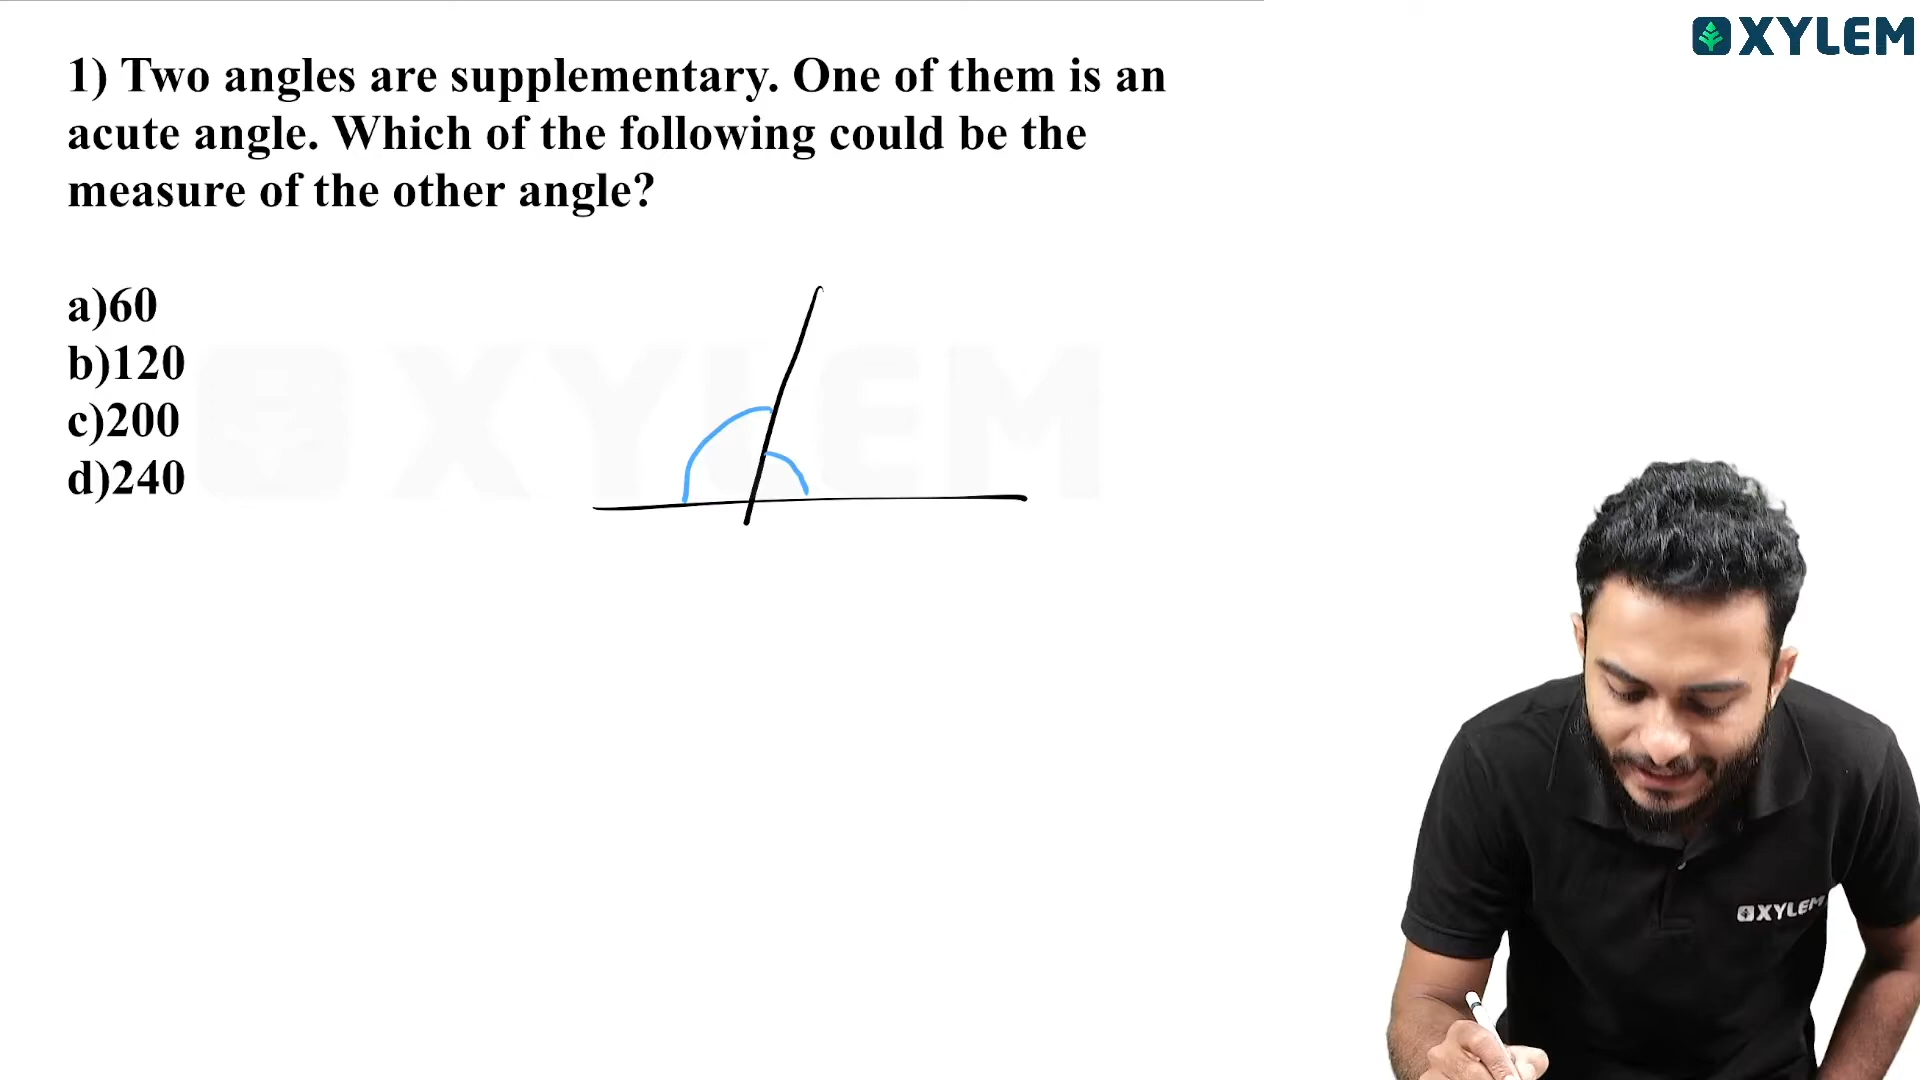 XYLEM
1) Two angles are supplementary. One of them is an
acute angle. Which of the following could be the
measure of the other angle?
a)60
b)120
c)200
d)240
XYLEM
XYLEM